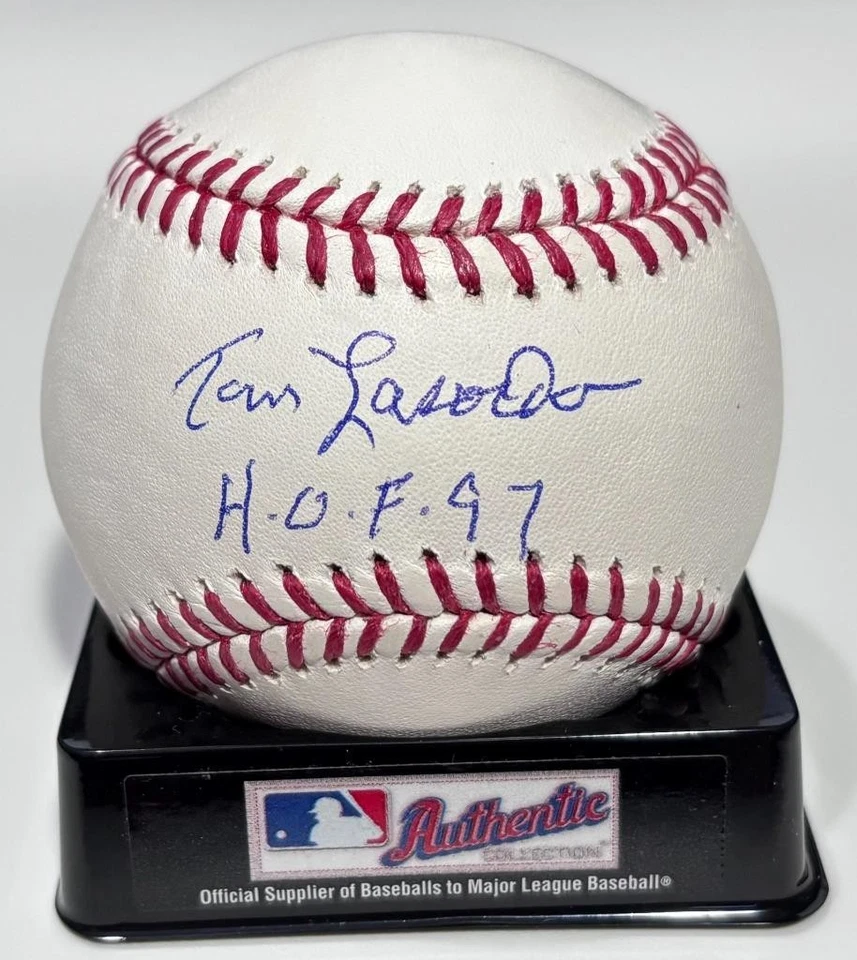 Tom Lasorda
H.O.F. 97
Authentic
COLLECTION
Official Supplier of Baseballs to Major League Baseball®